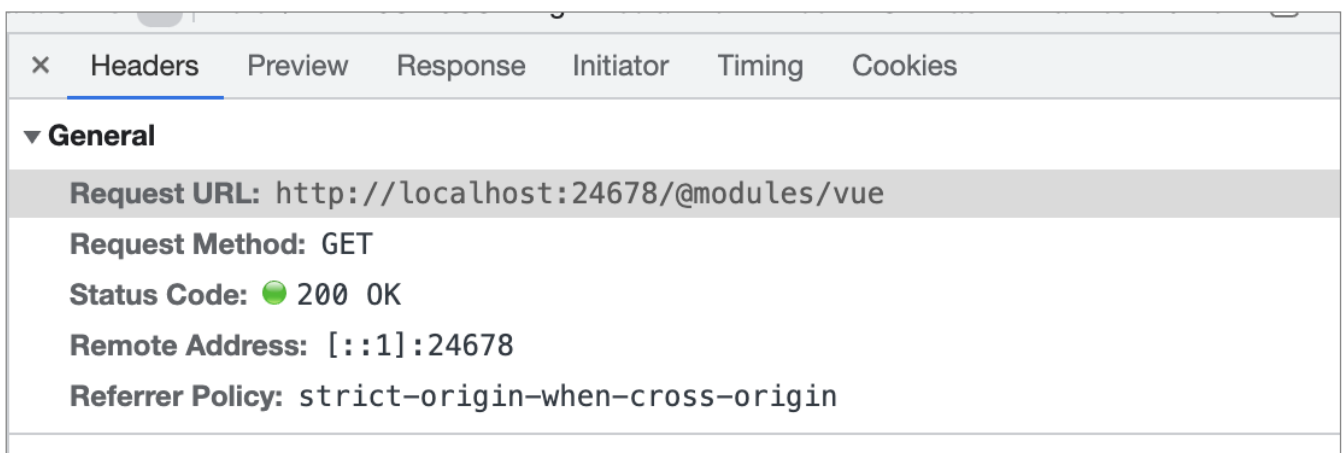 × Headers Preview Response Initiator Timing Cookies
▼ General
Request URL: http://localhost:24678/@modules/vue
Request Method: GET
Status Code: 200 OK
Remote Address: [::1]:24678
Referrer Policy: strict-origin-when-cross-origin